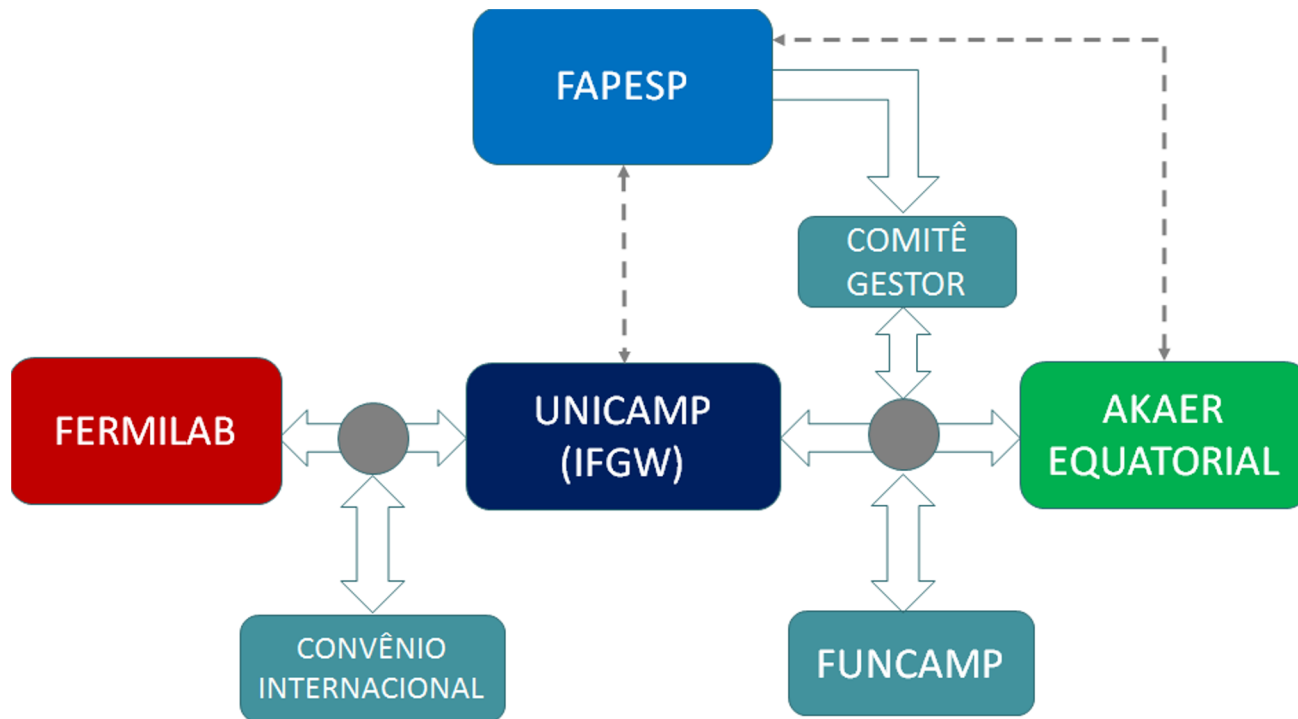 FAPESP
COMITÊ
GESTOR
FERMILAB
UNICAMP
(IFGW)
AKAER
EQUATORIAL
CONVÊNIO
INTERNACIONAL
FUNCAMP